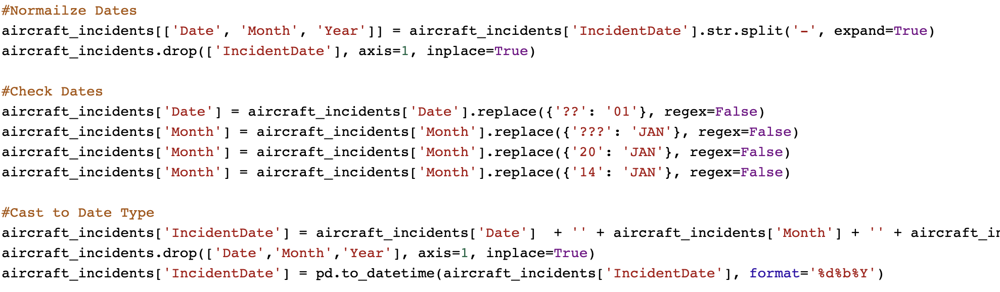 #Normailze Dates
aircraft_incidents[['Date', 'Month', 'Year']] = aircraft_incidents['IncidentDate'].str.split('-', expand=True)
aircraft_incidents.drop(['IncidentDate'], axis=1, inplace=True)
#Check Dates
aircraft_incidents['Date'] = aircraft_incidents['Date'].replace({'??': '01'}, regex=False)
aircraft_incidents['Month'] = aircraft_incidents['Month'].replace({'???': 'JAN'}, regex=False)
aircraft_incidents['Month'] = aircraft_incidents['Month'].replace({'20': 'JAN'}, regex=False)
aircraft_incidents['Month'] = aircraft_incidents['Month'].replace({'14': 'JAN'}, regex=False)
#Cast to Date Type
aircraft_incidents['IncidentDate'] = aircraft_incidents['Date']  + '' + aircraft_incidents['Month'] + '' +
aircraft_incidents.drop(['Date','Month','Year'], axis=1, inplace=True)
aircraft_incidents['IncidentDate'] = pd.to_datetime(aircraft_incidents['IncidentDate'], format='%d%b%Y')